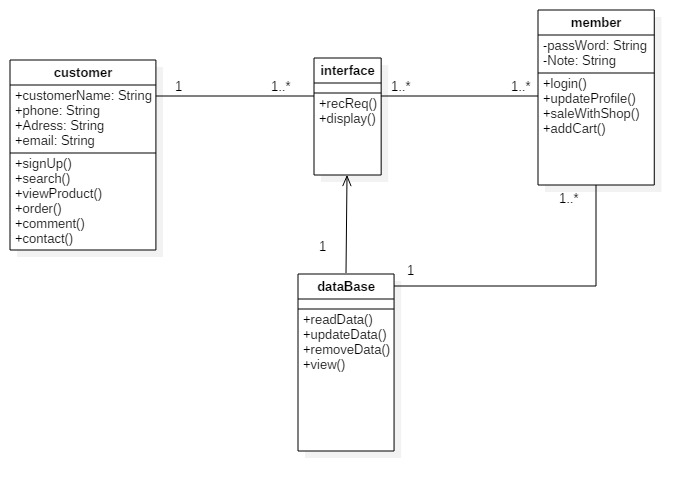 customer
+customerName: String
+phone: String
+Adress: String
+email: String
+signUp()
+search()
+viewProduct()
+order()
+comment()
+contact()
1
1..*
interface
+recReq()
+display()
1..*
1..*
member
-passWord: String
-Note: String
+login()
+updateProfile()
+saleWithShop()
+addCart()
1..*
1
1
dataBase
+readData()
+updateData()
+removeData()
+view()